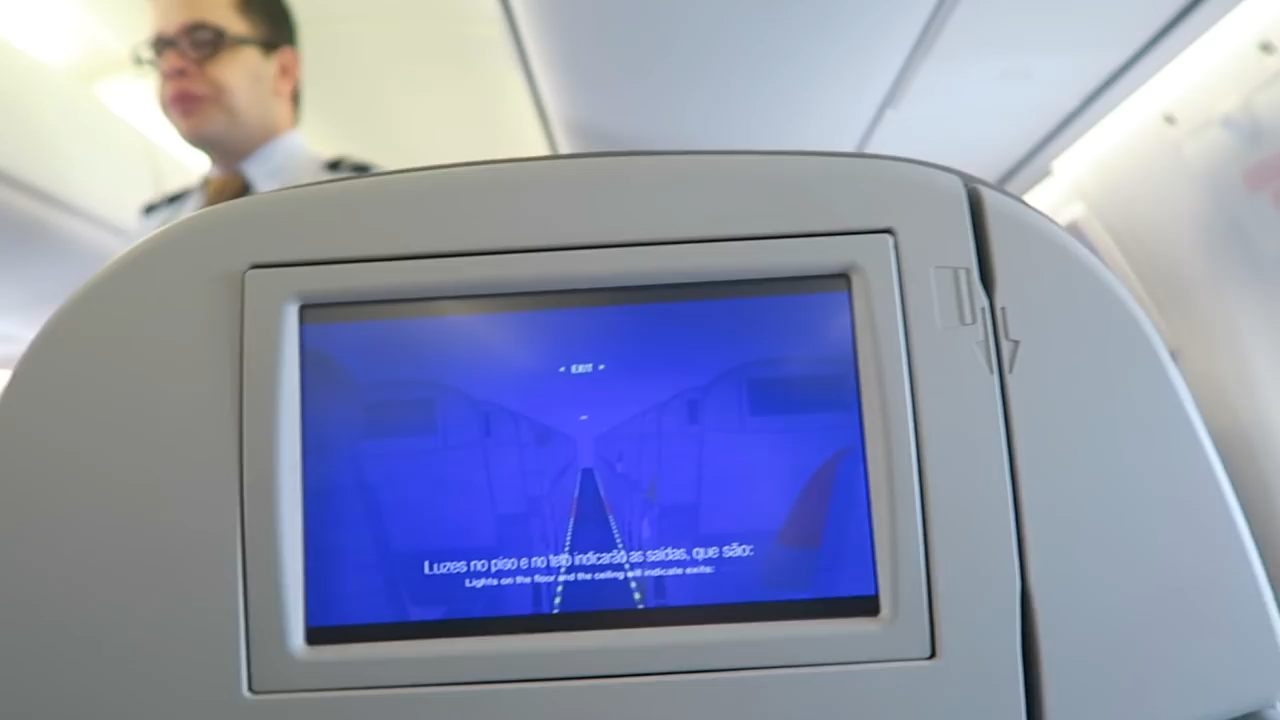 EXIT
Luzes no piso e no teto indicarão as saídas, que são:
Lights on the floor and the ceiling will indicate exits: